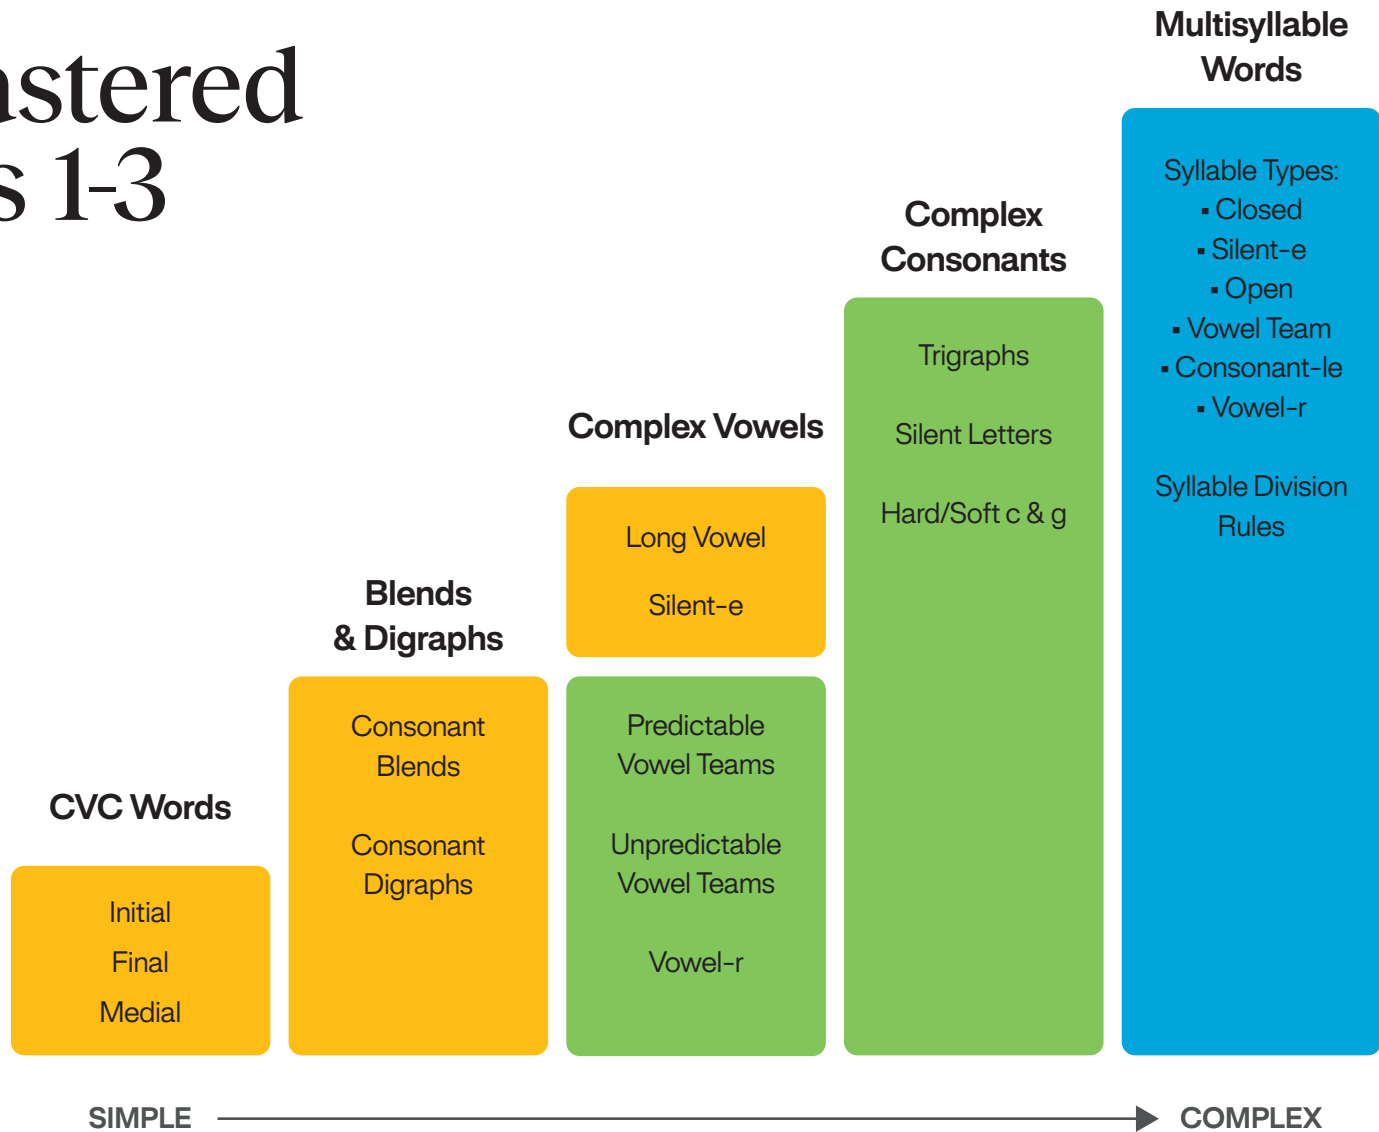 s 1-3
CVC Words
Initial
Final
Medial
Blends
& Digraphs
Consonant
Blends
Consonant
Digraphs
Complex Vowels
Long Vowel
Silent-e
Predictable
Vowel Teams
Unpredictable
Vowel Teams
Vowel-r
Complex
Consonants
Trigraphs
Silent Letters
Hard/Soft c & g
Multisyllable
Words
Syllable Types:
▪ Closed
▪ Silent-e
▪ Open
▪ Vowel Team
▪ Consonant-le
▪ Vowel-r
Syllable Division
Rules
SIMPLE
COMPLEX